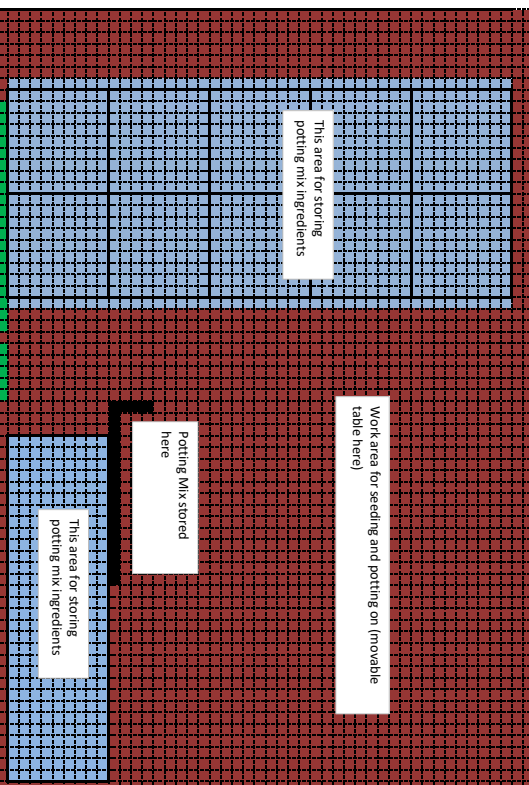 This area for storing
potting mix ingredients
Work area for seeding and potting on (movable
table here)
Potting Mix stored
here
This area for storing
potting mix ingredients